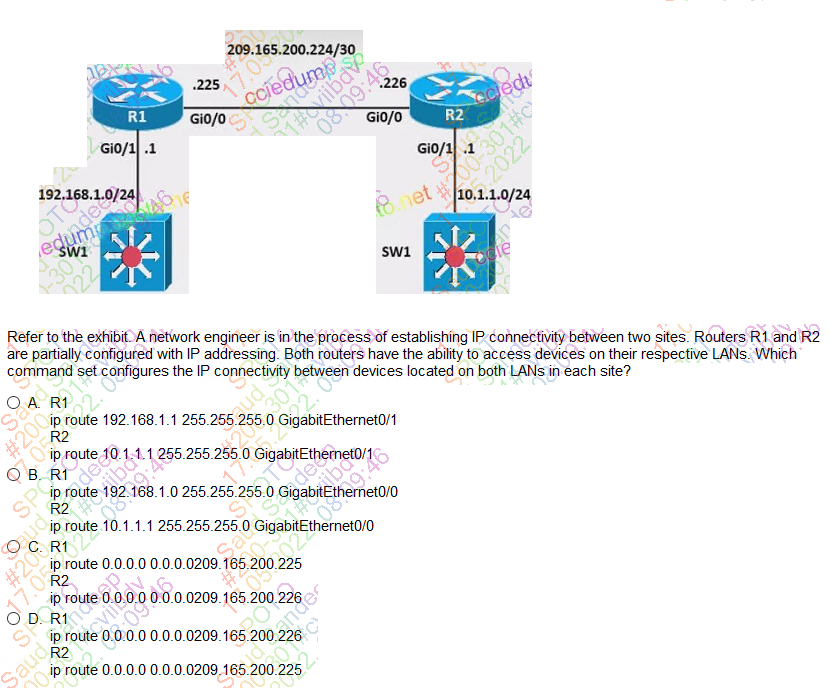 209.165.200.224/30
.225
.226
R1
R2
Gi0/0
Gi0/0
Gi0/1 .1
Gi0/1 .1
192.168.1.0/24
10.1.1.0/24
SW1
SW1
Refer to the exhibit. A network engineer is in the process of establishing IP connectivity between two sites. Routers R1 and R2
are partially configured with IP addressing. Both routers have the ability to access devices on their respective LANs. Which
command set configures the IP connectivity between devices located on both LANs in each site?
A. R1
ip route 192.168.1.1 255.255.255.0 GigabitEthernet0/1
R2
ip route 10.1.1.1 255.255.255.0 GigabitEthernet0/1
B. R1
ip route 192.168.1.0 255.255.255.0 GigabitEthernet0/0
R2
ip route 10.1.1.1 255.255.255.0 GigabitEthernet0/0
C. R1
ip route 0.0.0.0 0.0.0.0209.165.200.225
R2
ip route 0.0.0.0 0.0.0.0209.165.200.226
D. R1
ip route 0.0.0.0 0.0.0.0209.165.200.226
R2
ip route 0.0.0.0 0.0.0.0209.165.200.225